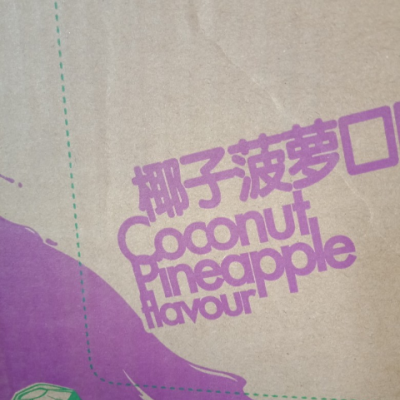 椰子菠萝口
Coconut
Pineapple
flavour